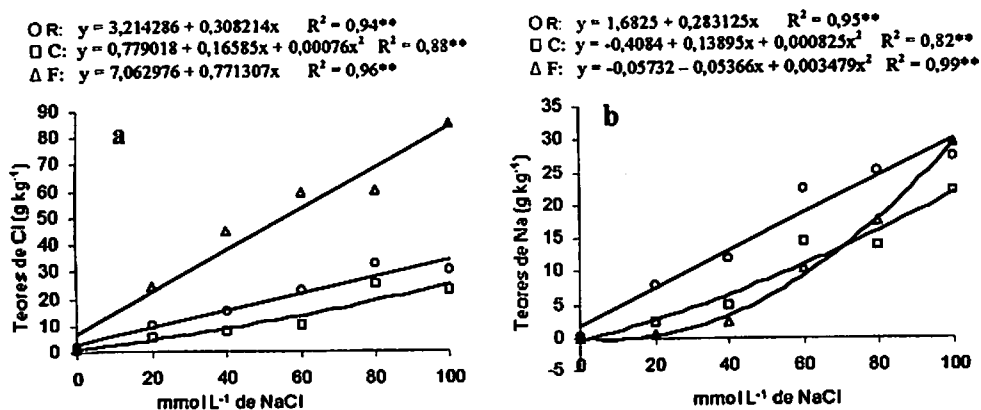 O R: y = 3,214286 + 0,308214x R² = 0,94**
□ C: y = 0,779018 + 0,16585x + 0,00076x² R² = 0,88**
Δ F: y = 7,062976 + 0,771307x R² = 0,96**
O R: y = 1,6825 + 0,283125x R² = 0,95**
□ C: y = -0,4084 + 0,13895x + 0,000825x² R² = 0,82**
Δ F: y = -0,05732 – 0,05366x + 0,003479x² R² = 0,99**
a
Teores de Cl (g kg⁻¹)
90
80
70
60
50
40
30
20
10
0
0 20 40 60 80 100
mmol L⁻¹ de NaCl
b
Teores de Na (g kg⁻¹)
35
30
25
20
15
10
5
0
-5
0 20 40 60 80 100
mmol L⁻¹ de NaCl